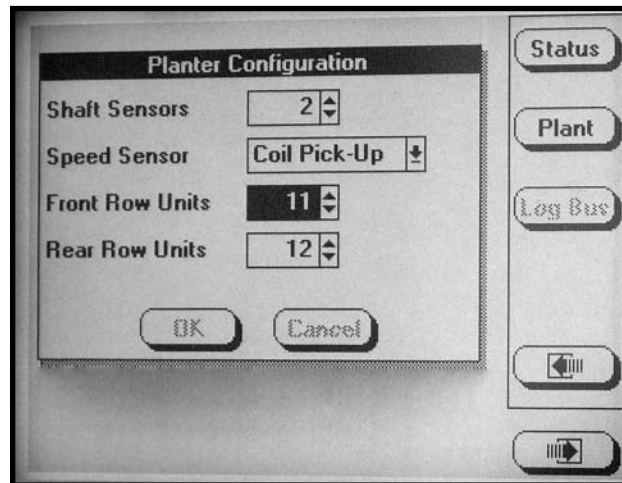 Planter Configuration
Shaft Sensors 2
Speed Sensor Coil Pick-Up
Front Row Units 11
Rear Row Units 12
OK Cancel
Status
Plant
Log Bus